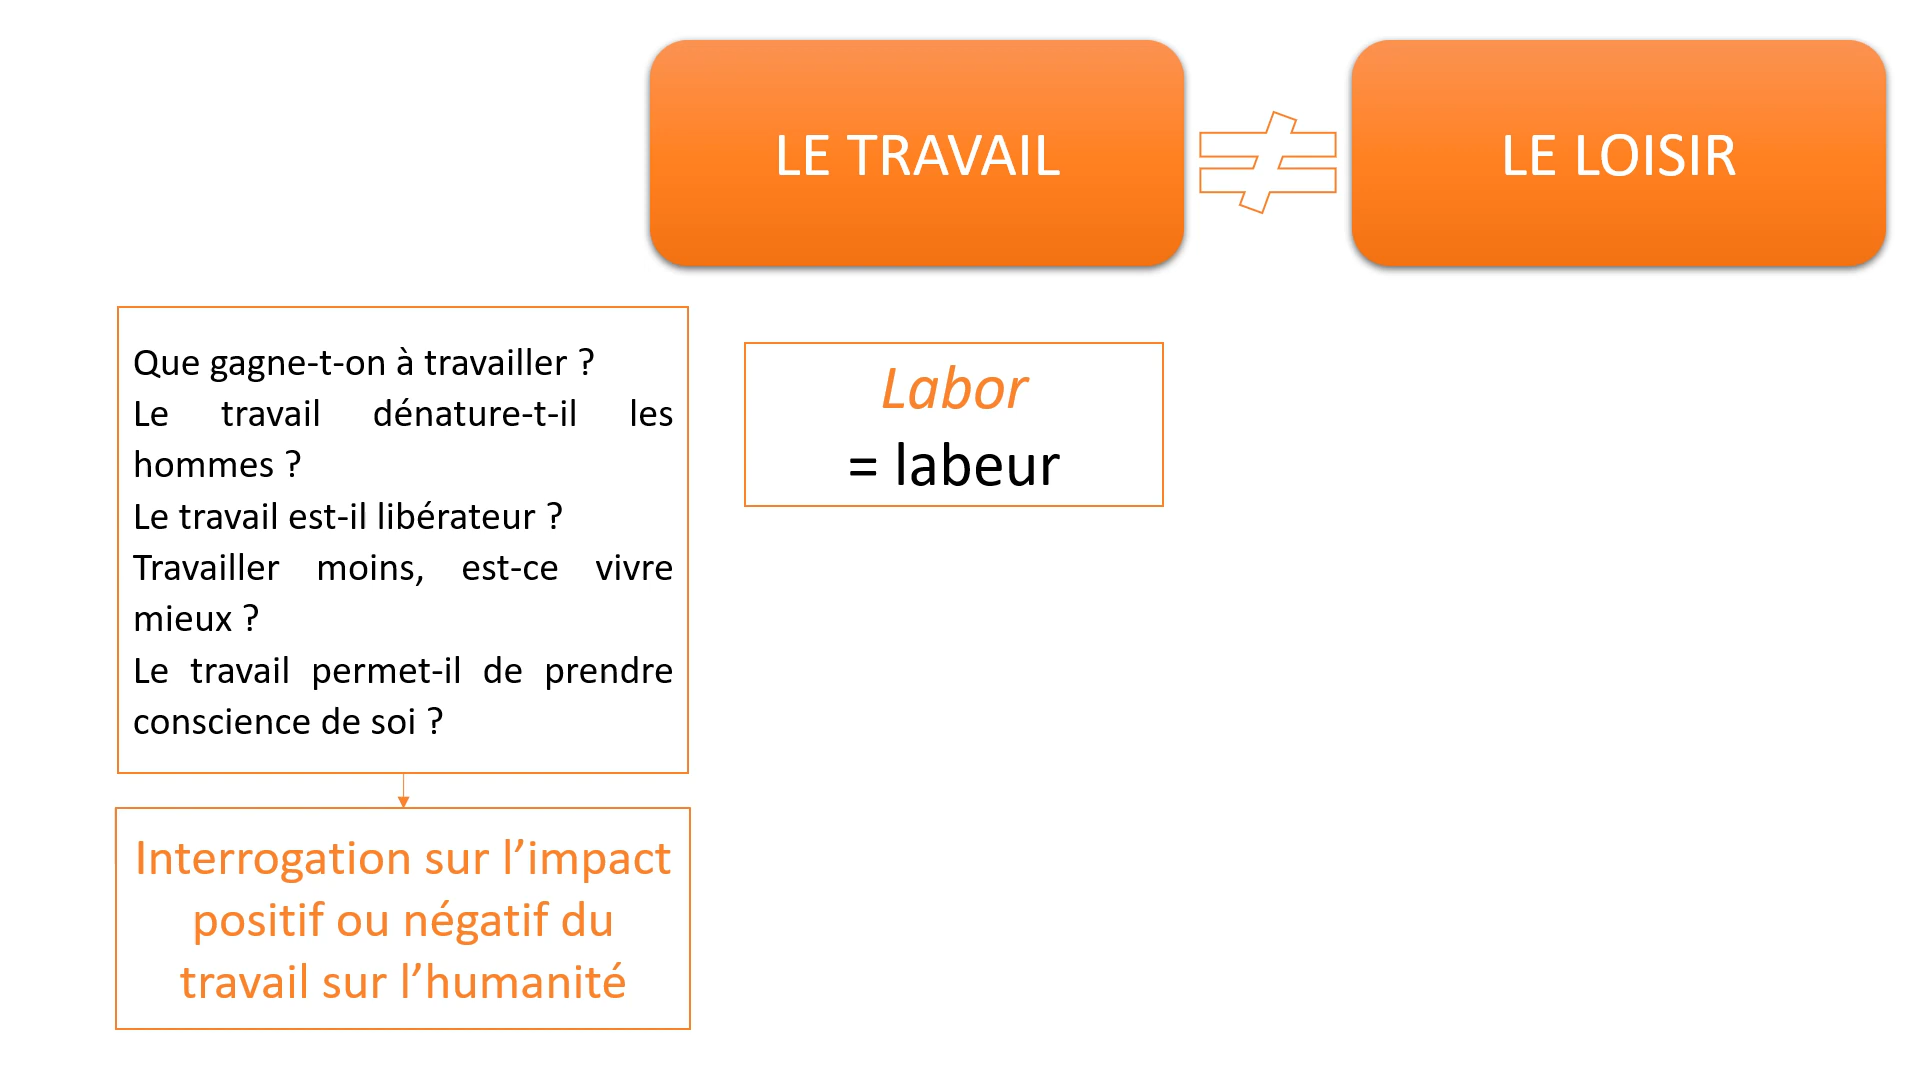 LE TRAVAIL
≠
LE LOISIR
Que gagne-t-on à travailler ?
Le travail dénature-t-il les
hommes ?
Le travail est-il libérateur ?
Travailler moins, est-ce vivre
mieux ?
Le travail permet-il de prendre
conscience de soi ?
Labor
= labeur
Interrogation sur l’impact
positif ou négatif du
travail sur l’humanité